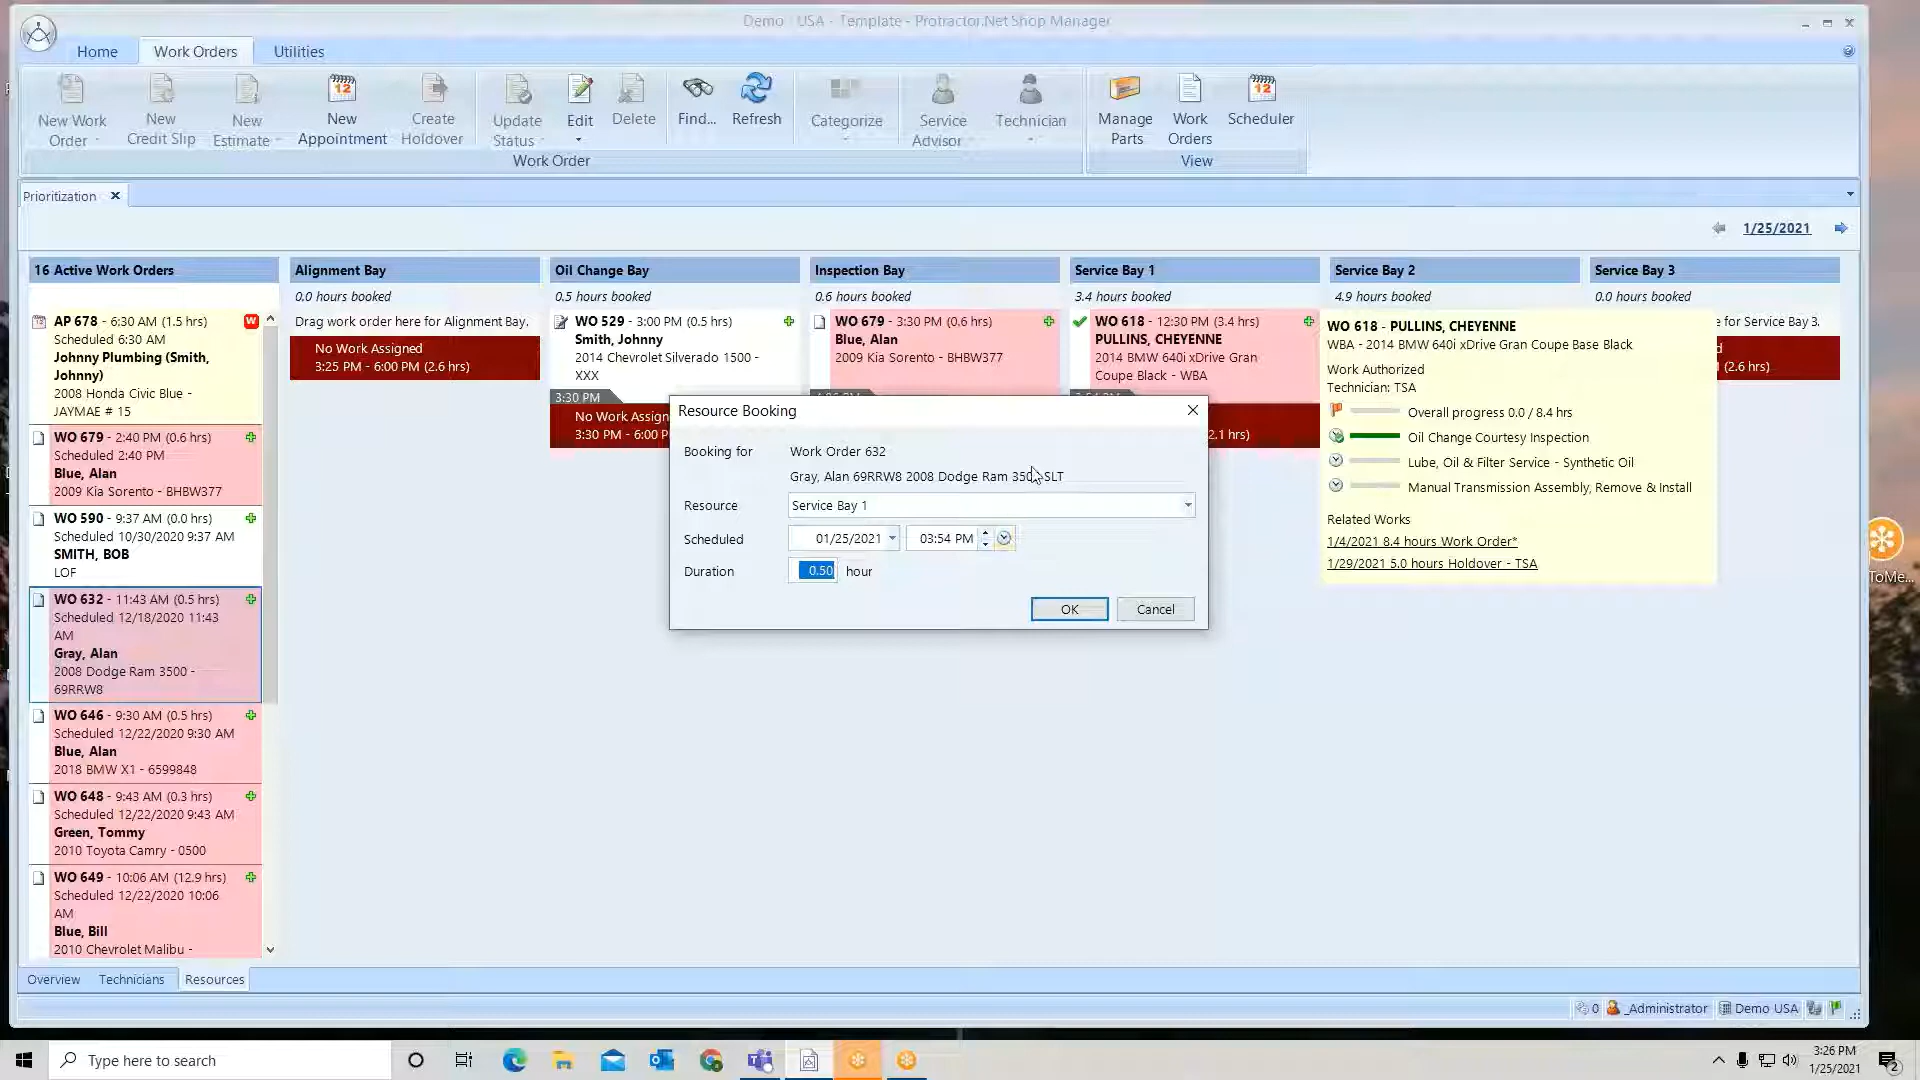 Demo - USA - Template - Protractor.Net Shop Manager
Home
Work Orders
Utilities
New Work
Order
New
Credit Slip
New
Estimate
New
Appointment
Create
Holdover
Update
Status
Edit
Delete
Find...
Refresh
Categorize
Service
Advisor
Technician
Manage
Parts
Work
Orders
Scheduler
Work Order
View
Prioritization
1/25/2021
16 Active Work Orders
AP 678 - 6:30 AM (1.5 hrs)
W
Scheduled 6:30 AM
Johnny Plumbing (Smith,
Johnny)
2008 Honda Civic Blue -
JAYMAE # 15
WO 679 - 2:40 PM (0.6 hrs)
Scheduled 2:40 PM
Blue, Alan
2009 Kia Sorento - BHBW377
WO 590 - 9:37 AM (0.0 hrs)
Scheduled 10/30/2020 9:37 AM
SMITH, BOB
LOF
WO 632 - 11:43 AM (0.5 hrs)
Scheduled 12/18/2020 11:43
AM
Gray, Alan
2008 Dodge Ram 3500 -
69RRW8
WO 646 - 9:30 AM (0.5 hrs)
Scheduled 12/22/2020 9:30 AM
Blue, Alan
2018 BMW X1 - 6599848
WO 648 - 9:43 AM (0.3 hrs)
Scheduled 12/22/2020 9:43 AM
Green, Tommy
2010 Toyota Camry - 0500
WO 649 - 10:06 AM (12.9 hrs)
Scheduled 12/22/2020 10:06
AM
Blue, Bill
2010 Chevrolet Malibu -
Alignment Bay
0.0 hours booked
Drag work order here for Alignment Bay.
No Work Assigned
3:25 PM - 6:00 PM (2.6 hrs)
Oil Change Bay
0.5 hours booked
WO 529 - 3:00 PM (0.5 hrs)
Smith, Johnny
2014 Chevrolet Silverado 1500 -
XXX
3:30 PM
No Work Assign
3:30 PM - 6:00 P
Inspection Bay
0.6 hours booked
WO 679 - 3:30 PM (0.6 hrs)
Blue, Alan
2009 Kia Sorento - BHBW377
Service Bay 1
3.4 hours booked
WO 618 - 12:30 PM (3.4 hrs)
PULLINS, CHEYENNE
2014 BMW 640i xDrive Gran
Coupe Black - WBA
2.1 hrs)
Service Bay 2
4.9 hours booked
WO 618 - PULLINS, CHEYENNE
WBA - 2014 BMW 640i xDrive Gran Coupe Base Black
Work Authorized
Technician: TSA
Overall progress 0.0 / 8.4 hrs
Oil Change Courtesy Inspection
Lube, Oil & Filter Service - Synthetic Oil
Manual Transmission Assembly, Remove & Install
Related Works
1/4/2021 8.4 hours Work Order*
1/29/2021 5.0 hours Holdover - TSA
Service Bay 3
0.0 hours booked
e for Service Bay 3.
d
(2.6 hrs)
Resource Booking
Booking for
Work Order 632
Gray, Alan 69RRW8 2008 Dodge Ram 350 SLT
Resource
Service Bay 1
Scheduled
01/25/2021
03:54 PM
Duration
0.50
hour
OK
Cancel
ToMe...
Overview
Technicians
Resources
0
_Administrator
Demo USA
Type here to search
3:26 PM
1/25/2021
2